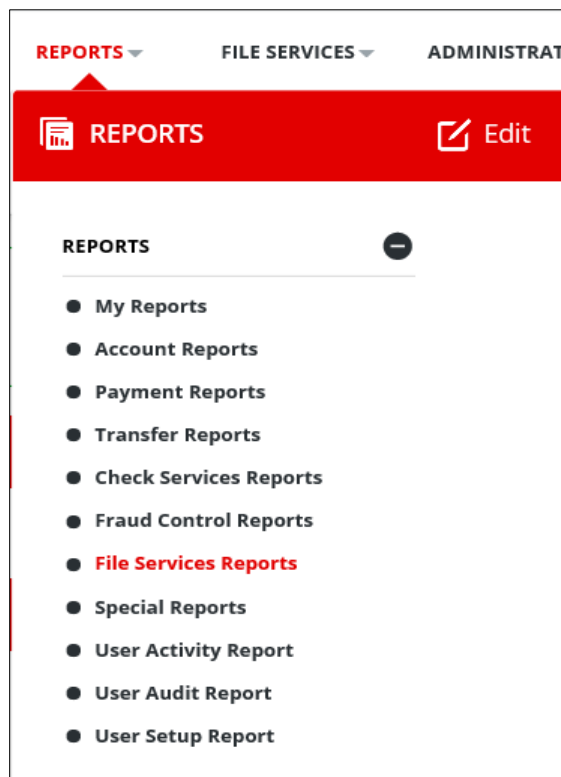 REPORTS FILE SERVICES ADMINISTRAT
REPORTS Edit
REPORTS
My Reports
Account Reports
Payment Reports
Transfer Reports
Check Services Reports
Fraud Control Reports
File Services Reports
Special Reports
User Activity Report
User Audit Report
User Setup Report